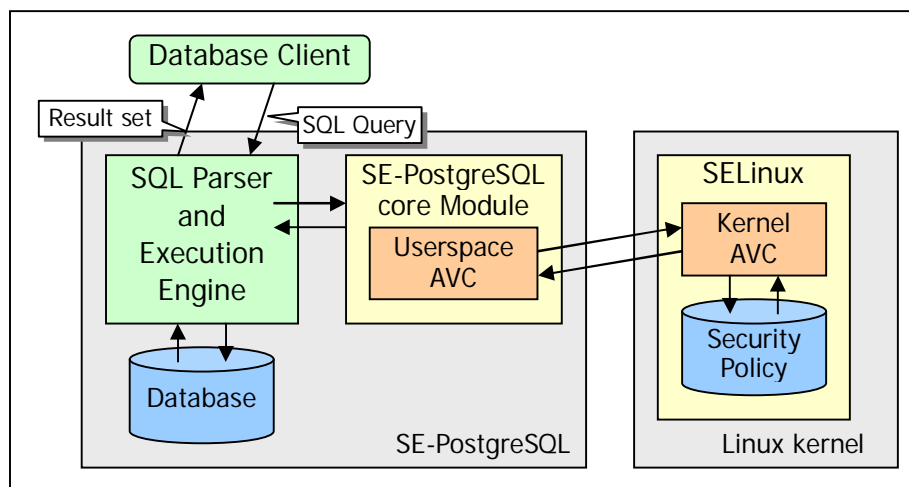 Database Client
Result set
SQL Query
SQL Parser
and
Execution
Engine
SE-PostgreSQL
core Module
Userspace
AVC
SELinux
Kernel
AVC
Security
Policy
Database
SE-PostgreSQL
Linux kernel